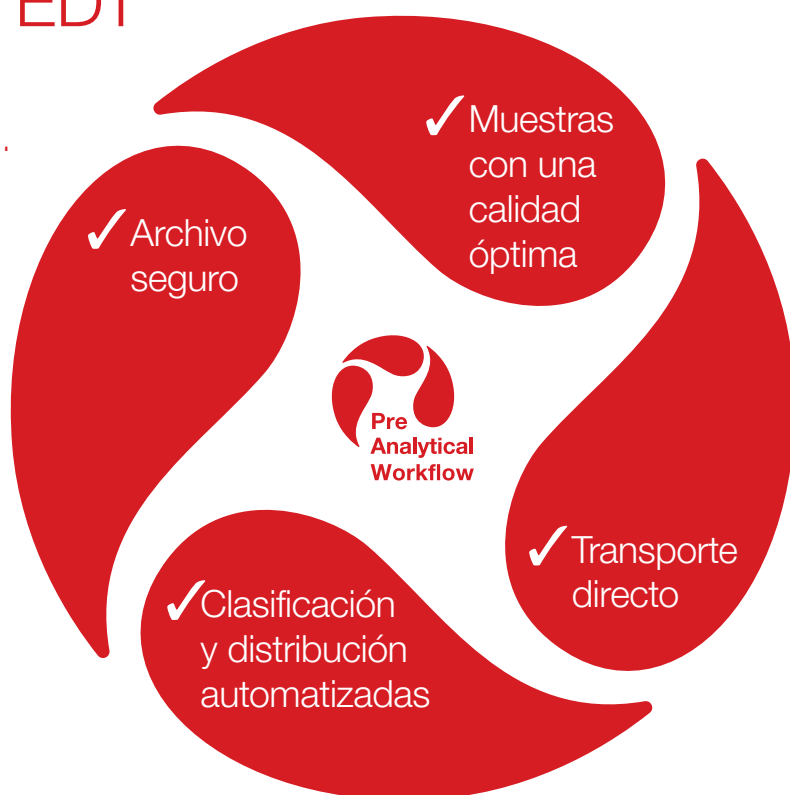 EDT
✓ Muestras
con una
calidad
óptima
✓ Archivo
seguro
Pre
Analytical
Workflow
✓ Transporte
directo
✓ Clasificación
y distribución
automatizadas